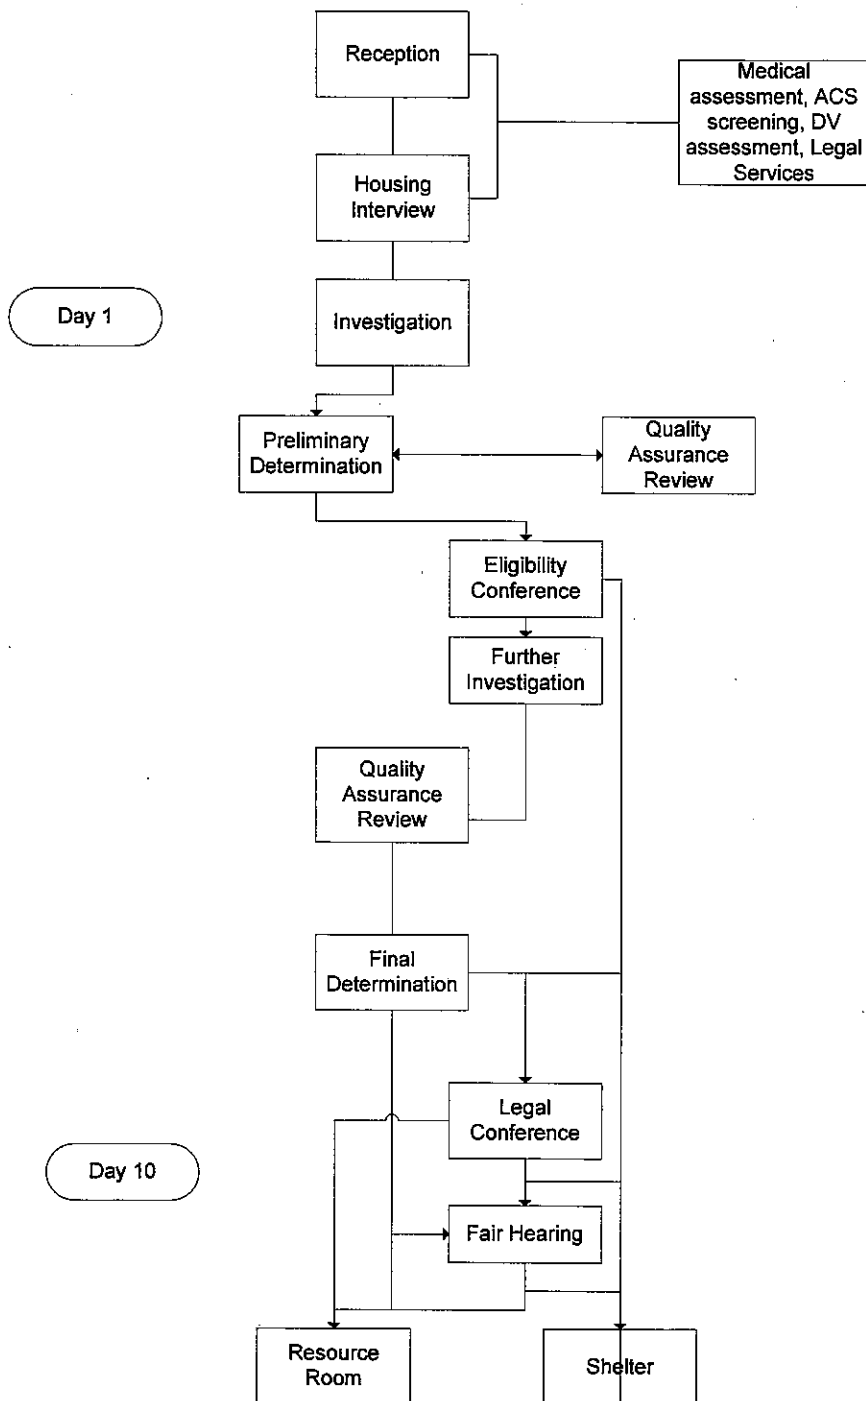 Reception
Medical
assessment, ACS
screening, DV
assessment, Legal
Services
Housing
Interview
Day 1
Investigation
Preliminary
Determination
Quality
Assurance
Review
Eligibility
Conference
Further
Investigation
Quality
Assurance
Review
Final
Determination
Legal
Conference
Day 10
Fair Hearing
Resource
Room
Shelter